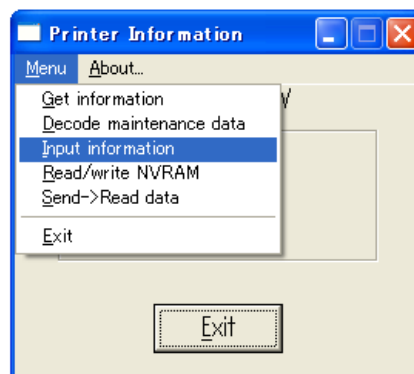 Printer Information
Menu About...
Get information
Decode maintenance data
Input information
Read/write NVRAM
Send->Read data
Exit
Exit